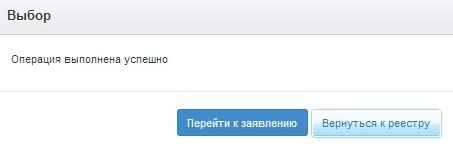 Выбор
Операция выполнена успешно
Перейти к заявлению
Вернуться к реестру